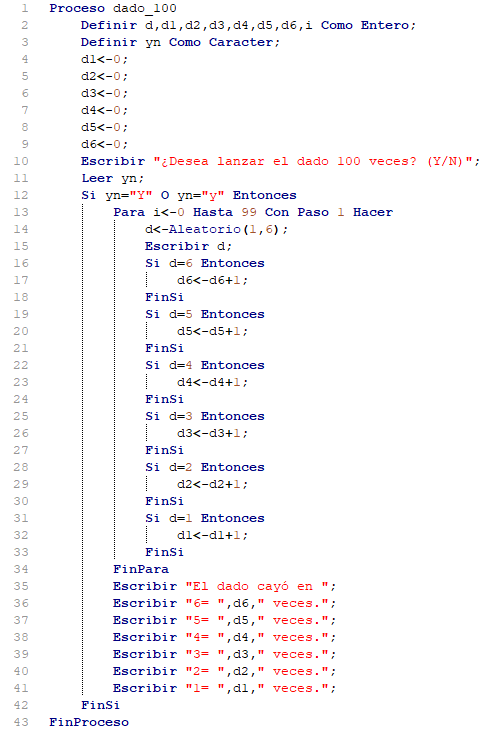 1 Proceso dado_100
2 Definir d,d1,d2,d3,d4,d5,d6,i Como Entero;
3 Definir yn Como Caracter;
4 d1<-0;
5 d2<-0;
6 d3<-0;
7 d4<-0;
8 d5<-0;
9 d6<-0;
10 Escribir "¿Desea lanzar el dado 100 veces? (Y/N)";
11 Leer yn;
12 Si yn="Y" O yn="y" Entonces
13 Para i<-0 Hasta 99 Con Paso 1 Hacer
14 d<-Aleatorio(1,6);
15 Escribir d;
16 Si d=6 Entonces
17 d6<-d6+1;
18 FinSi
19 Si d=5 Entonces
20 d5<-d5+1;
21 FinSi
22 Si d=4 Entonces
23 d4<-d4+1;
24 FinSi
25 Si d=3 Entonces
26 d3<-d3+1;
27 FinSi
28 Si d=2 Entonces
29 d2<-d2+1;
30 FinSi
31 Si d=1 Entonces
32 d1<-d1+1;
33 FinSi
34 FinPara
35 Escribir "El dado cayó en ";
36 Escribir "6= ",d6," veces.";
37 Escribir "5= ",d5," veces.";
38 Escribir "4= ",d4," veces.";
39 Escribir "3= ",d3," veces.";
40 Escribir "2= ",d2," veces.";
41 Escribir "1= ",d1," veces.";
42 FinSi
43 FinProceso